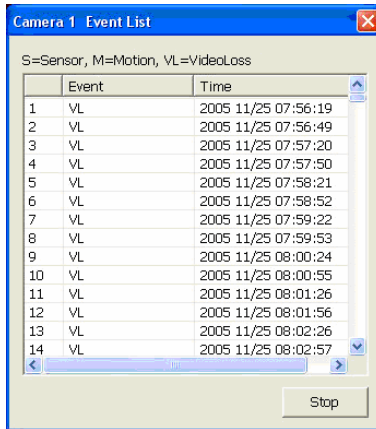 Camera 1 Event List
S=Sensor, M=Motion, VL=VideoLoss
Event Time
1 VL 2005 11/25 07:56:19
2 VL 2005 11/25 07:56:49
3 VL 2005 11/25 07:57:20
4 VL 2005 11/25 07:57:50
5 VL 2005 11/25 07:58:21
6 VL 2005 11/25 07:58:52
7 VL 2005 11/25 07:59:22
8 VL 2005 11/25 07:59:53
9 VL 2005 11/25 08:00:24
10 VL 2005 11/25 08:00:55
11 VL 2005 11/25 08:01:26
12 VL 2005 11/25 08:01:56
13 VL 2005 11/25 08:02:26
14 VL 2005 11/25 08:02:57
Stop